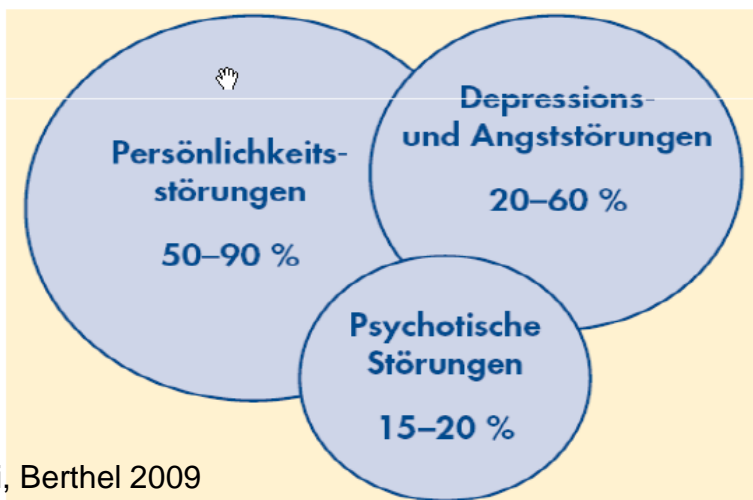 Persönlichkeits-
störungen
50–90 %
Depressions-
und Angststörungen
20–60 %
Psychotische
Störungen
15–20 %
, Berthel 2009